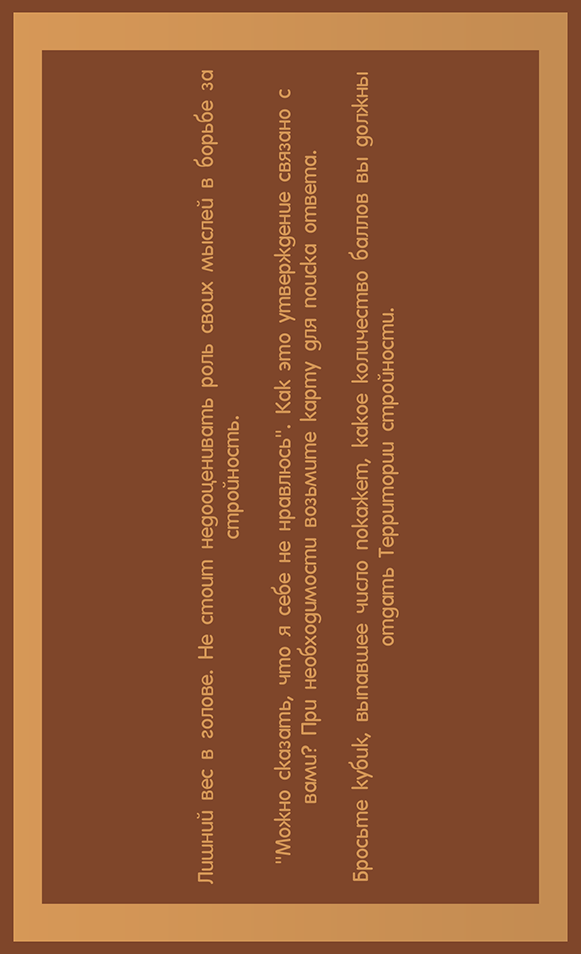 Лишний вес в голове. Не стоит недооценивать роль своих мыслей в борьбе за
стройность.
"Можно сказать, что я себе не нравлюсь". Как это утверждение связано с
вами? При необходимости возьмите карту для поиска ответа.
Бросьте кубик, выпавшее число покажет, какое количество баллов вы должны
отдать Территории стройности.